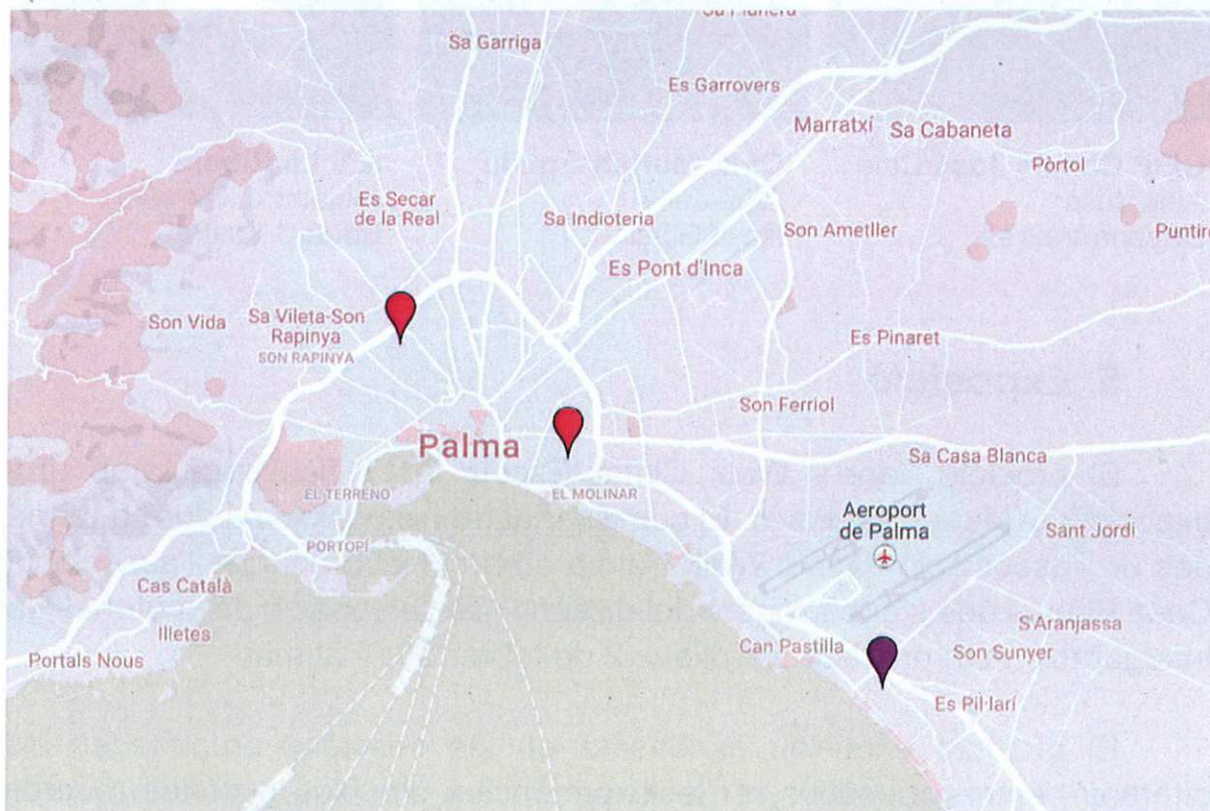 Sa Garriga
Es Garrovers
Marratxí
Sa Cabaneta
Pòrtol
Es Secar
de la Real
Sa Indioteria
Son Ametller
Es Pont d'Inca
Son Vida
Sa Vileta-Son
Rapinya
SON RAPINYA
Es Pinaret
Son Ferriol
Palma
Sa Casa Blanca
EL TERRENO
EL MOLINAR
Aeroport
de Palma
Sant Jordi
PORTOPÍ
Cas Català
Illetes
Portals Nous
Can Pastilla
S'Aranjassa
Son Sunyer
Es Pil·larí